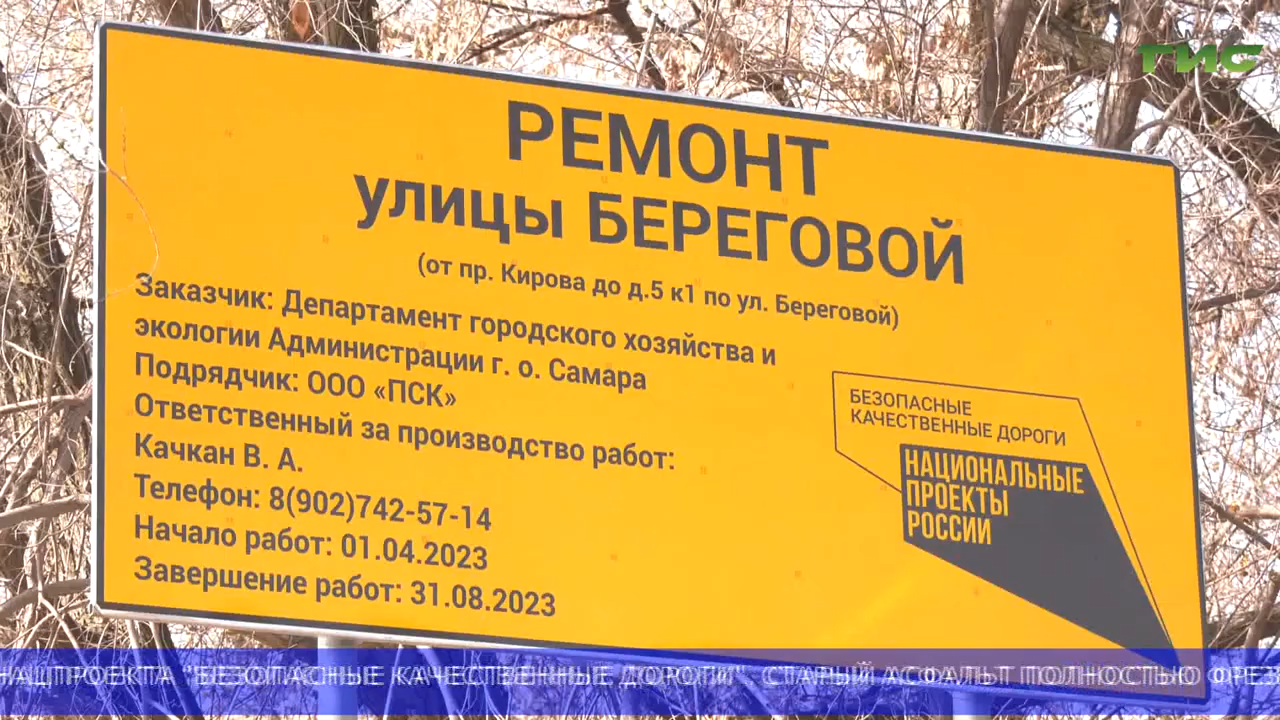 ГИС
РЕМОНТ
улицы БЕРЕГОВОЙ
(от пр. Кирова до д.5 к1 по ул. Береговой)
Заказчик: Департамент городского хозяйства и
экологии Администрации г. о. Самара
Подрядчик: ООО «ПСК»
Ответственный за производство работ:
Качкан В. А.
Телефон: 8(902)742-57-14
Начало работ: 01.04.2023
Завершение работ: 31.08.2023
БЕЗОПАСНЫЕ
КАЧЕСТВЕННЫЕ ДОРОГИ
НАЦИОНАЛЬНЫЕ
ПРОЕКТЫ
РОССИИ
НАЦПРОЕКТА "БЕЗОПАСНЫЕ КАЧЕСТВЕННЫЕ ДОРОГИ". СТАРЫЙ АСФАЛЬТ ПОЛНОСТЬЮ ФРЕЗ